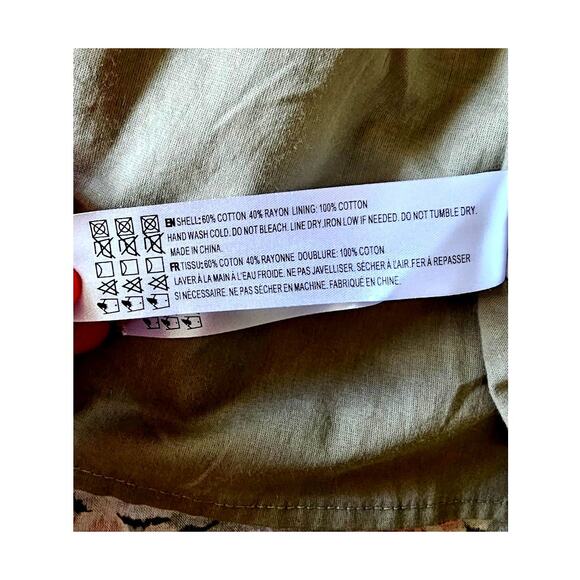 EN SHELL: 60% COTTON 40% RAYON LINING: 100% COTTON
HAND WASH COLD. DO NOT BLEACH. LINE DRY.IRON LOW IF NEEDED. DO NOT TUMBLE DRY.
MADE IN CHINA.
FR TISSU: 60% COTON 40% RAYONNE DOUBLURE: 100% COTON
LAVER À LA MAIN À L'EAU FROIDE. NE PAS JAVELLISER. SÉCHER À L'AIR.FER À REPASSER
SI NÉCESSAIRE. NE PAS SÉCHER EN MACHINE. FABRIQUÉ EN CHINE.